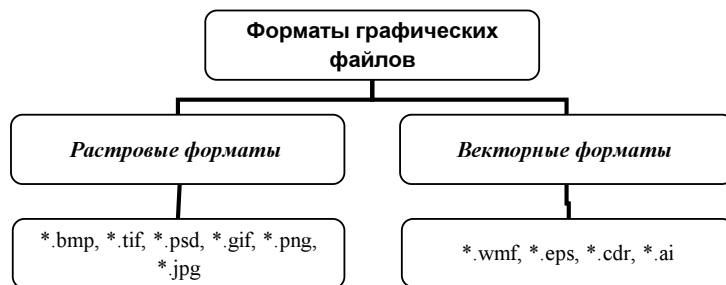 Форматы графических
файлов
Растровые форматы
Векторные форматы
*.bmp, *.tif, *.psd, *.gif, *.png,
*.jpg
*.wmf, *.eps, *.cdr, *.ai